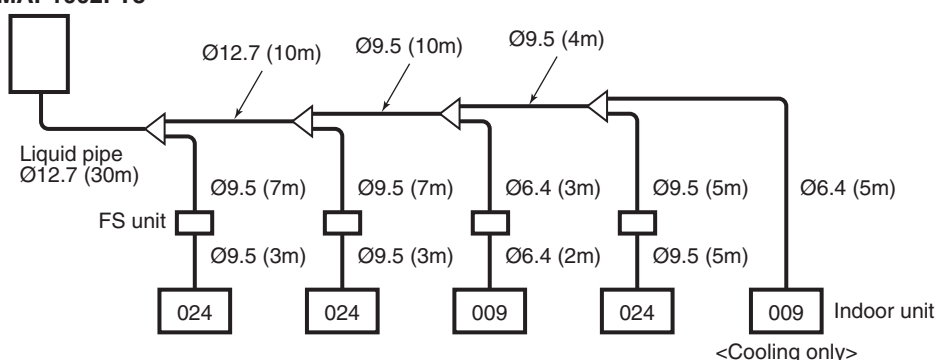 Ø12.7 (10m)
Ø9.5 (10m)
Ø9.5 (4m)
Liquid pipe
Ø12.7 (30m)
Ø9.5 (7m)
Ø9.5 (7m)
Ø6.4 (3m)
Ø9.5 (5m)
Ø6.4 (5m)
FS unit
Ø9.5 (3m)
Ø9.5 (3m)
Ø6.4 (2m)
Ø9.5 (5m)
024
024
009
024
009
Indoor unit
<Cooling only>